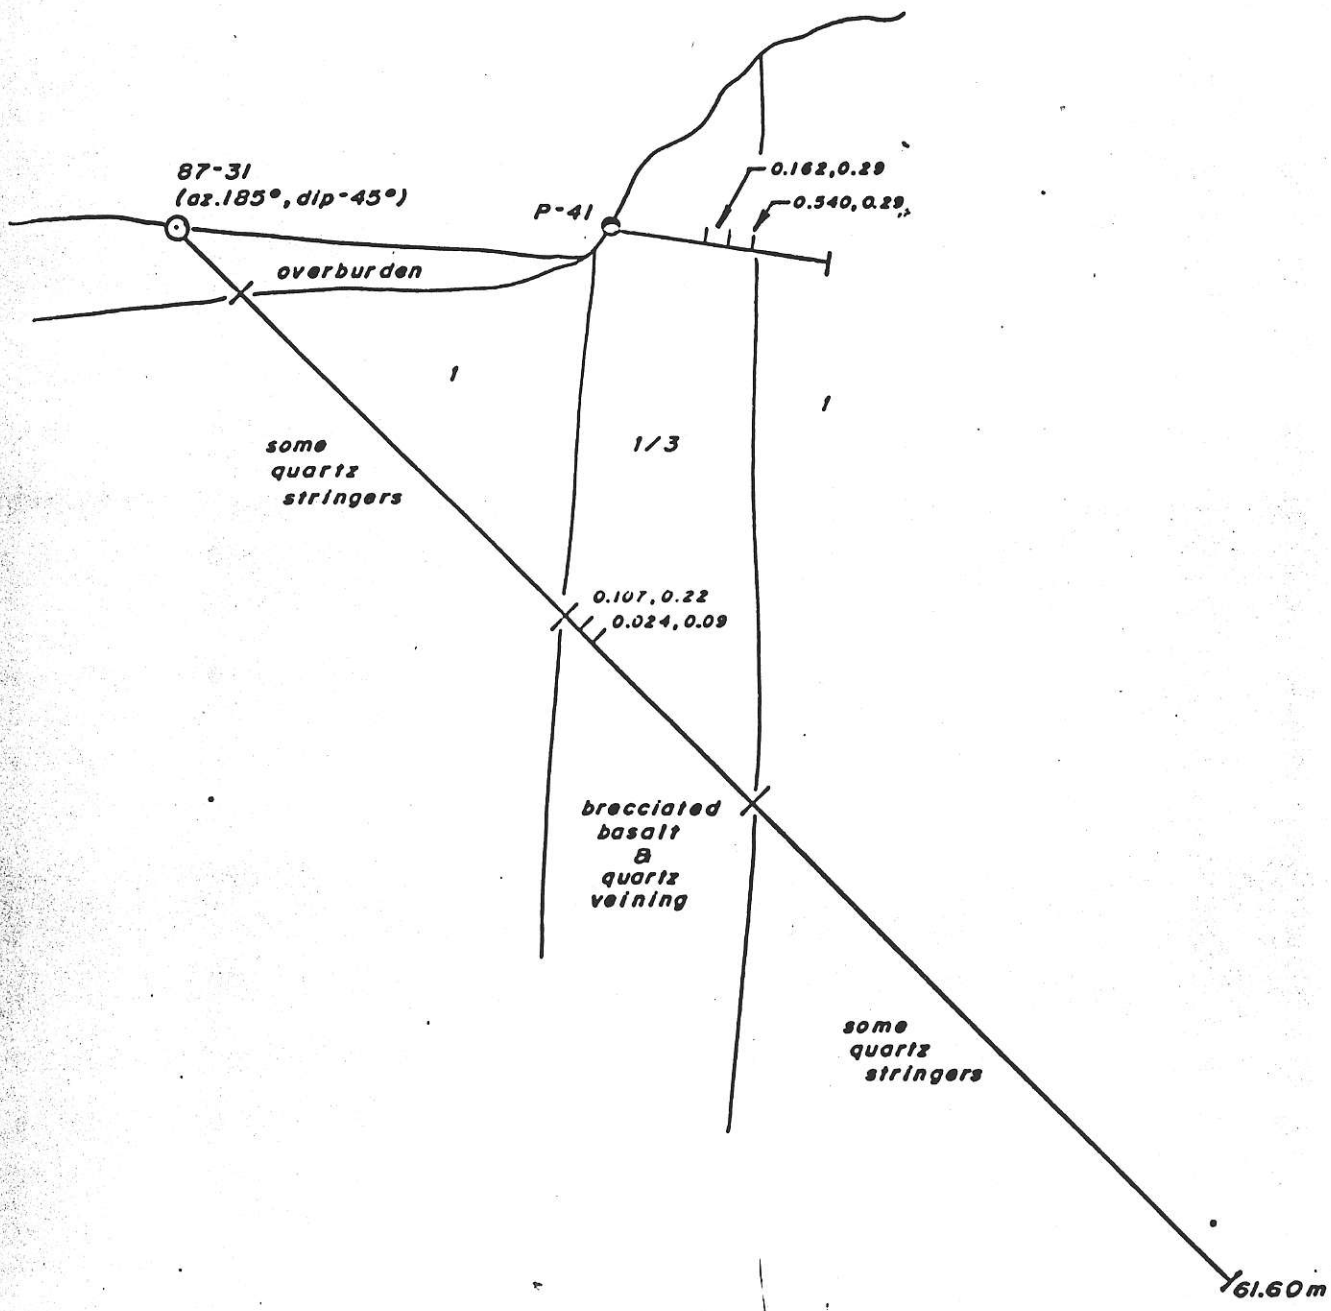 87-31
(az.185°, dip-45°)
P-41
0.162, 0.29
0.540, 0.29
overburden
1
1
1/3
some
quartz
stringers
0.107, 0.22
0.024, 0.09
brecciated
basalt
&
quartz
veining
some
quartz
stringers
61.60m